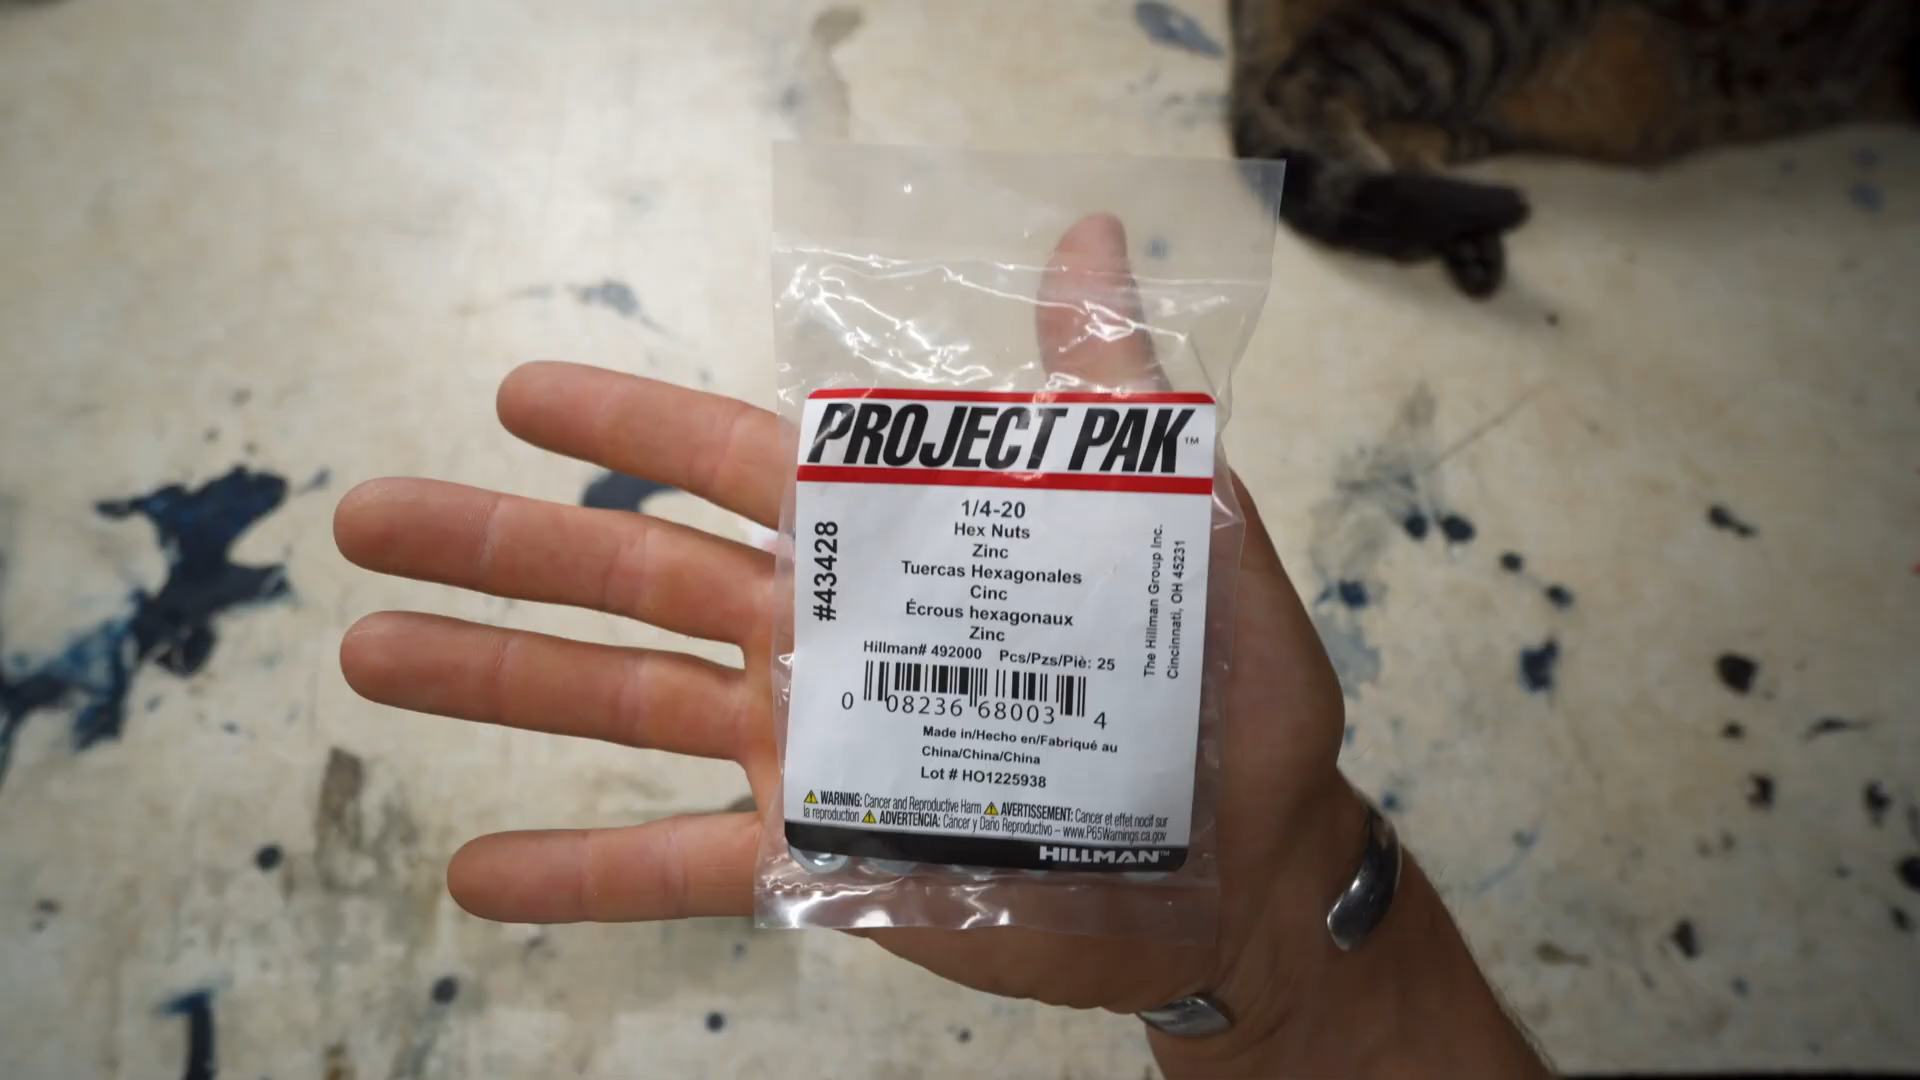 PROJECT PAK™
#43428
1/4-20
Hex Nuts
Zinc
Tuercas Hexagonales
Cinc
Écrous hexagonaux
Zinc
Hillman# 492000 Pcs/Pzs/Piè: 25
0 08236 68003 4
Made in/Hecho en/Fabriqué au
China/China/China
Lot # HO1225938
The Hillman Group Inc.
Cincinnati, OH 45231
⚠ WARNING: Cancer and Reproductive Harm ⚠ AVERTISSEMENT: Cancer et effet nocif sur
la reproduction ⚠ ADVERTENCIA: Cáncer y Daño Reproductivo – www.P65Warnings.ca.gov
HILLMAN™